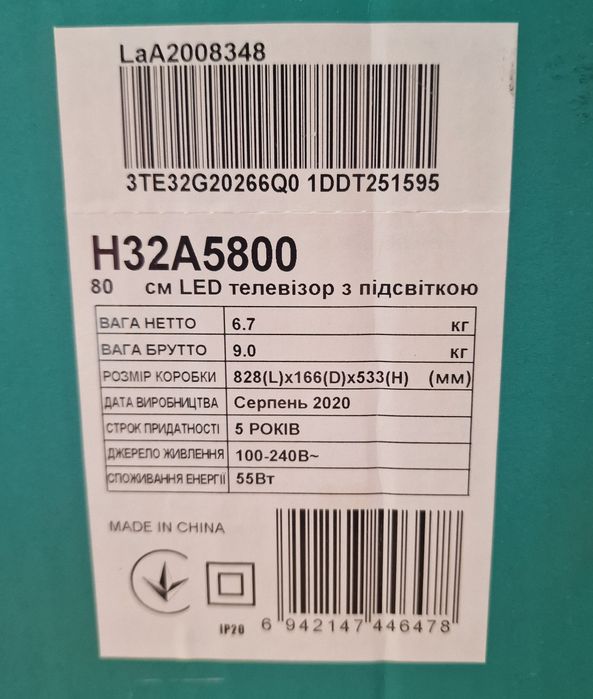 LaA2008348
3TE32G20266Q0 1DDT251595
H32A5800
80 см LED телевізор з підсвіткою
ВАГА НЕТТО 6.7 кг
ВАГА БРУТТО 9.0 кг
РОЗМІР КОРОБКИ 828(L)x166(D)x533(H) (мм)
ДАТА ВИРОБНИЦТВА Серпень 2020
СТРОК ПРИДАТНОСТІ 5 РОКІВ
ДЖЕРЕЛО ЖИВЛЕННЯ 100-240В~
СПОЖИВАННЯ ЕНЕРГІЇ 55Вт
MADE IN CHINA
IP20
6 942147 446478